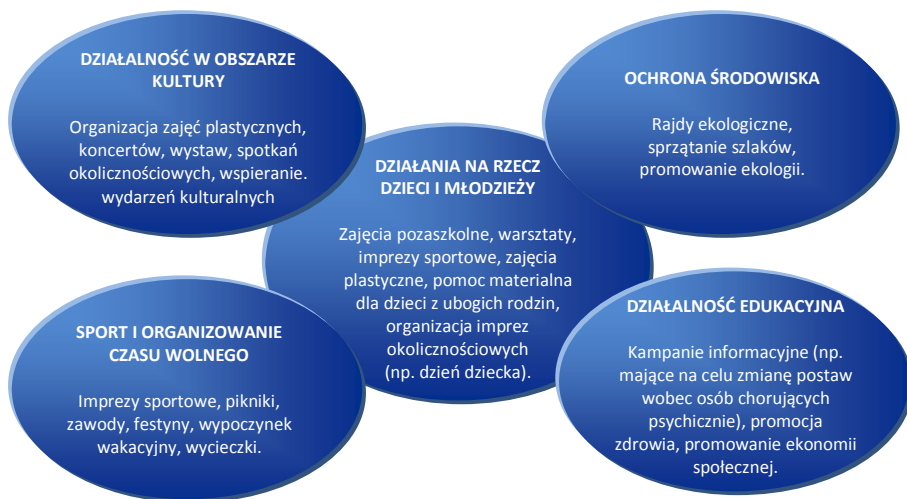 DZIAŁALNOŚĆ W OBSZARZE
KULTURY
Organizacja zajęć plastycznych,
koncertów, wystaw, spotkań
okolicznościowych, wspieranie.
wydarzeń kulturalnych
OCHRONA ŚRODOWISKA
Rajdy ekologiczne,
sprzątanie szlaków,
promowanie ekologii.
DZIAŁANIA NA RZECZ
DZIECI I MŁODZIEŻY
Zajęcia pozaszkolne, warsztaty,
imprezy sportowe, zajęcia
plastyczne, pomoc materialna
dla dzieci z ubogich rodzin,
organizacja imprez
okolicznościowych
(np. dzień dziecka).
SPORT I ORGANIZOWANIE
CZASU WOLNEGO
Imprezy sportowe, pikniki,
zawody, festyny, wypoczynek
wakacyjny, wycieczki.
DZIAŁALNOŚĆ EDUKACYJNA
Kampanie informacyjne (np.
mające na celu zmianę postaw
wobec osób chorujących
psychicznie), promocja
zdrowia, promowanie ekonomii
społecznej.